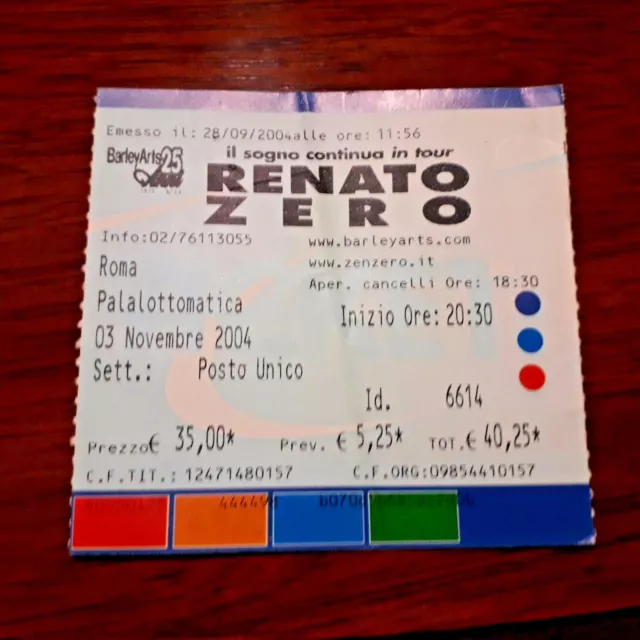 Emesso il: 28/09/2004alle ore: 11:56
BarleyArts 25
il sogno continua in tour
RENATO
ZERO
Info:02/76113055
www.barleyarts.com
www.zenzero.it
Roma
Aper. cancelli Ore: 18:30
Palalottomatica
Inizio Ore: 20:30
03 Novembre 2004
Sett.: Posto Unico
Id. 6614
Prezzo€ 35,00* Prev. € 5,25* TOT.€ 40,25*
C.F.TIT.: 12471480157 C.F.ORG:09854410157